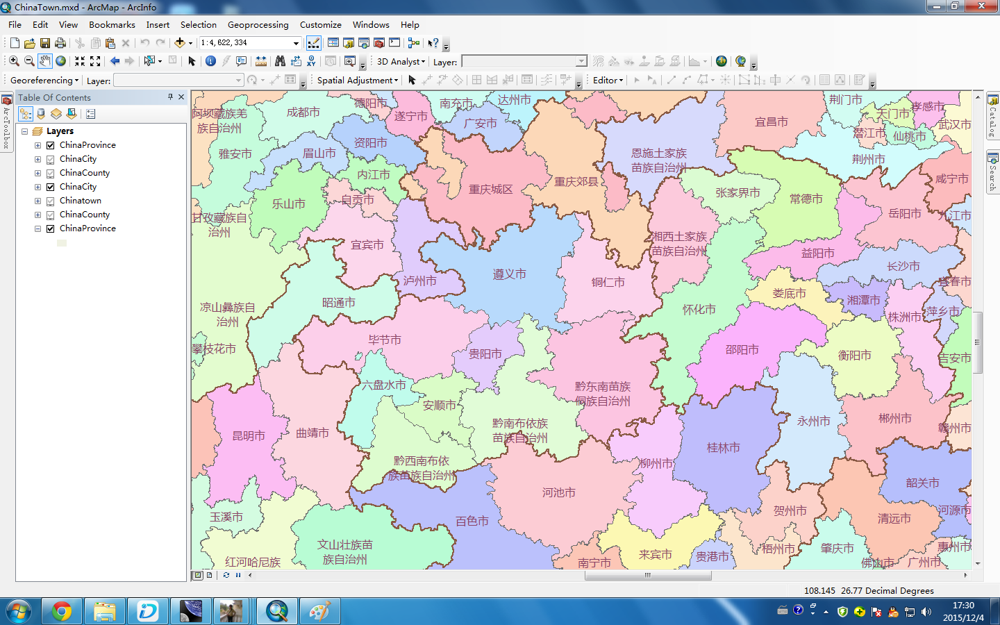 ChinaTown.mxd - ArcMap - ArcInfo
File Edit View Bookmarks Insert Selection Geoprocessing Customize Windows Help
1:4,622,334
3D Analyst Layer:
Georeferencing Layer: Spatial Adjustment Editor
Table Of Contents
ArcToolbox
Layers
ChinaProvince
ChinaCity
ChinaCounty
ChinaCity
Chinatown
ChinaCounty
ChinaProvince
Catalog
Search
阿坝藏族羌
族自治州
成都市
德阳市
遂宁市
南充市
达州市
广安市
宜昌市
荆门市
天门市
孝感市
武汉市
潜江市
仙桃市
雅安市
眉山市
资阳市
内江市
恩施土家族
苗族自治州
荆州市
咸宁市
重庆城区
重庆郊县
张家界市
常德市
乐山市
自贡市
岳阳市
九江市
甘孜藏族自
治州
宜宾市
湘西土家族
苗族自治州
益阳市
长沙市
宜春市
遵义市
铜仁市
泸州市
昭通市
娄底市
湘潭市
株洲市
萍乡市
怀化市
凉山彝族自
治州
攀枝花市
毕节市
贵阳市
邵阳市
衡阳市
吉安市
六盘水市
安顺市
黔东南苗族
侗族自治州
黔南布依族
苗族自治州
永州市
郴州市
赣州市
昆明市
曲靖市
桂林市
柳州市
黔西南布依
族苗族自治州
河池市
韶关市
玉溪市
百色市
贺州市
清远市
河源市
文山壮族苗
族自治州
红河哈尼族
南宁市
来宾市
贵港市
梧州市
肇庆市
佛山市
广州市
惠州市
108.145 26.77 Decimal Degrees
17:30
2015/12/4